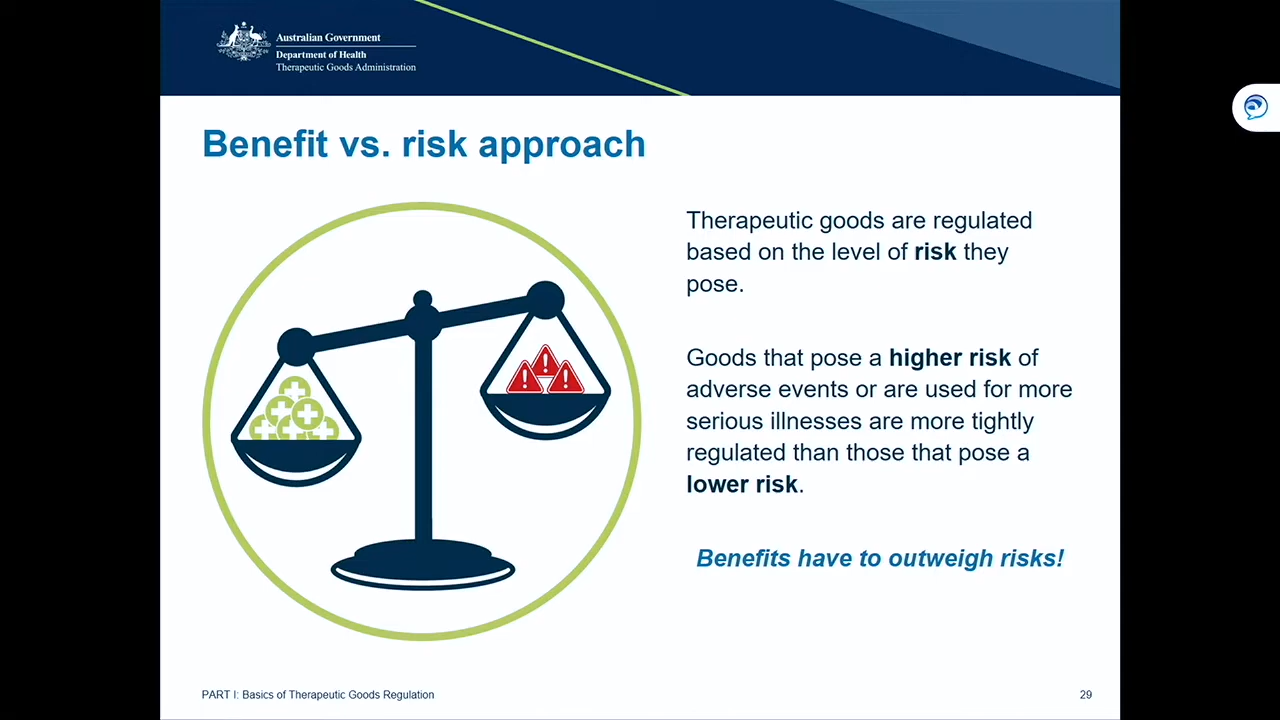 Australian Government
Department of Health
Therapeutic Goods Administration
Benefit vs. risk approach
Therapeutic goods are regulated
based on the level of risk they
pose.
Goods that pose a higher risk of
adverse events or are used for more
serious illnesses are more tightly
regulated than those that pose a
lower risk.
Benefits have to outweigh risks!
PART I: Basics of Therapeutic Goods Regulation
29